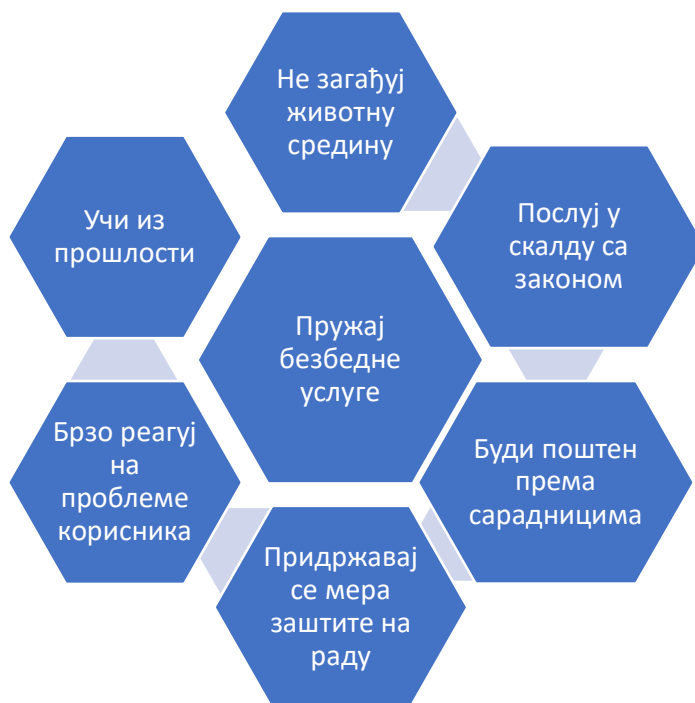 Не загађуј
животну
средину
Послуј у
скалду са
законом
Буди поштен
према
сарадницима
Придржавај
се мера
заштите на
раду
Брзо реагуј
на
проблеме
корисника
Учи из
прошлости
Пружај
безбедне
услуге